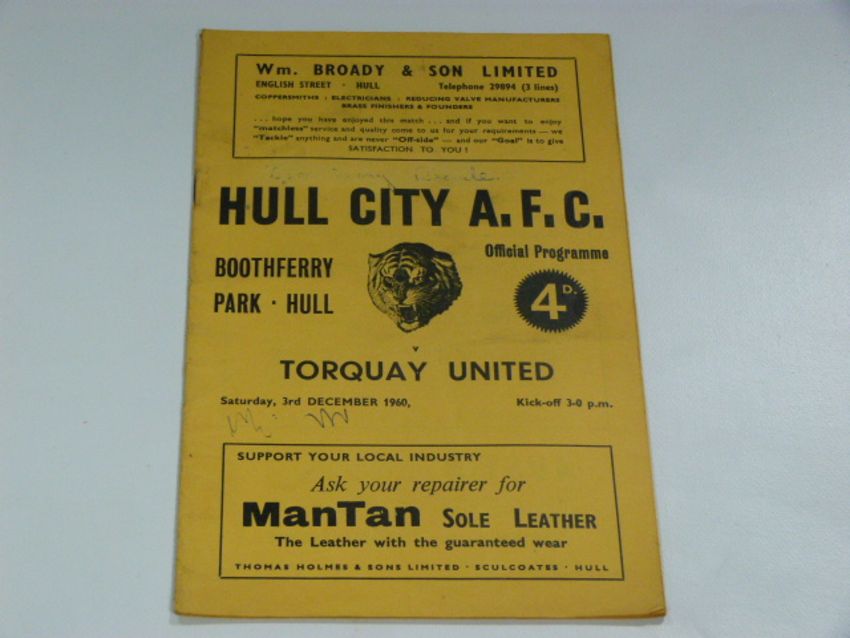 Wm. BROADY & SON LIMITED
ENGLISH STREET · HULL Telephone 29894 (3 lines)
COPPERSMITHS : ELECTRICIANS : REDUCING VALVE MANUFACTURERS
BRASS FINISHERS & FOUNDERS
. . . hope you have enjoyed this match . . . and if you want to enjoy
"matchless" service and quality come to us for your requirements — we
"Tackle" anything and are never "Off-side" — and our "Goal" is to give
SATISFACTION TO YOU !
HULL CITY A.F.C.
Official Programme
BOOTHFERRY
PARK · HULL
4D.
v
TORQUAY UNITED
Saturday, 3rd DECEMBER 1960, Kick-off 3-0 p.m.
SUPPORT YOUR LOCAL INDUSTRY
Ask your repairer for
ManTan SOLE LEATHER
The Leather with the guaranteed wear
THOMAS HOLMES & SONS LIMITED · SCULCOATES · HULL